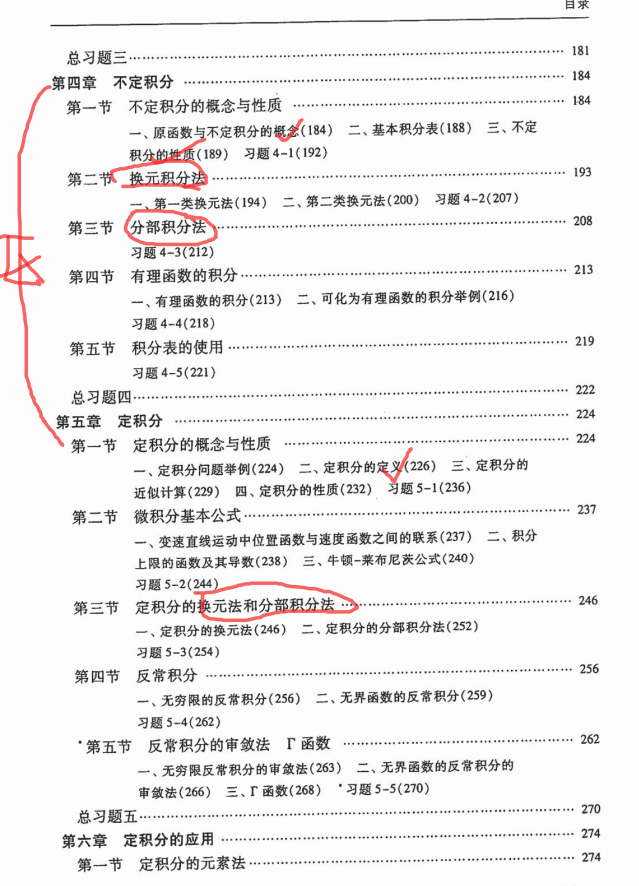 目录
总习题三 181
第四章 不定积分 184
第一节 不定积分的概念与性质 184
一、原函数与不定积分的概念(184) 二、基本积分表(188) 三、不定
积分的性质(189) 习题 4-1(192)
第二节 换元积分法 193
一、第一类换元法(194) 二、第二类换元法(200) 习题 4-2(207)
第三节 分部积分法 208
习题 4-3(212)
第四节 有理函数的积分 213
一、有理函数的积分(213) 二、可化为有理函数的积分举例(216)
习题 4-4(218)
第五节 积分表的使用 219
习题 4-5(221)
总习题四 222
第五章 定积分 224
第一节 定积分的概念与性质 224
一、定积分问题举例(224) 二、定积分的定义(226) 三、定积分的
近似计算(229) 四、定积分的性质(232) 习题 5-1(236)
第二节 微积分基本公式 237
一、变速直线运动中位置函数与速度函数之间的联系(237) 二、积分
上限的函数及其导数(238) 三、牛顿-莱布尼茨公式(240)
习题 5-2(244)
第三节 定积分的换元法和分部积分法 246
一、定积分的换元法(246) 二、定积分的分部积分法(252)
习题 5-3(254)
第四节 反常积分 256
一、无穷限的反常积分(256) 二、无界函数的反常积分(259)
习题 5-4(262)
*第五节 反常积分的审敛法 Γ 函数 262
一、无穷限反常积分的审敛法(263) 二、无界函数的反常积分的
审敛法(266) 三、Γ 函数(268) *习题 5-5(270)
总习题五 270
第六章 定积分的应用 274
第一节 定积分的元素法 274